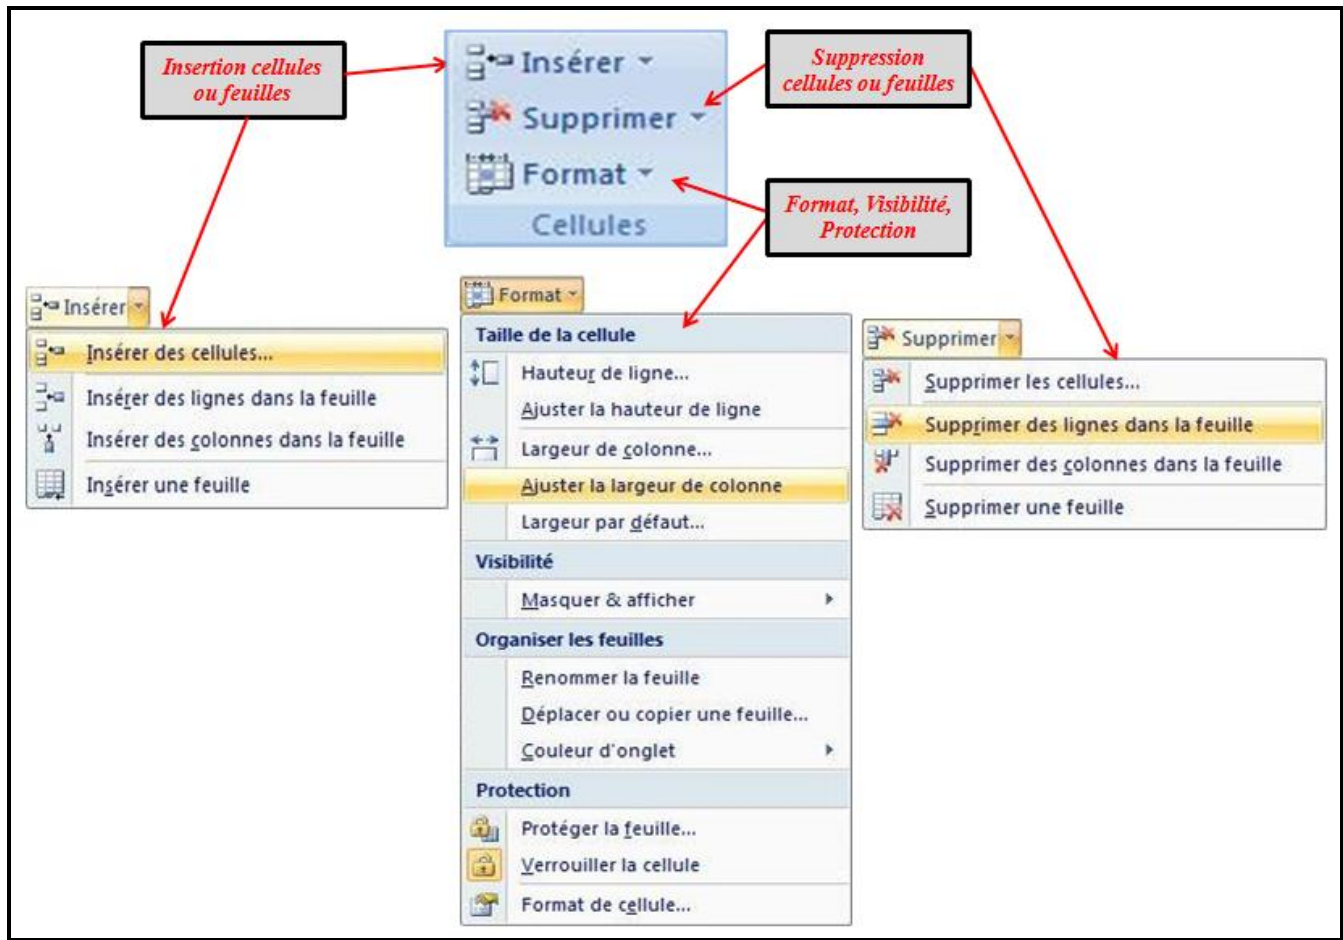 Insertion cellules
ou feuilles
Insérer
Supprimer
Format
Cellules
Suppression
cellules ou feuilles
Format, Visibilité,
Protection
Insérer
Insérer des cellules...
Insérer des lignes dans la feuille
Insérer des colonnes dans la feuille
Insérer une feuille
Format
Taille de la cellule
Hauteur de ligne...
Ajuster la hauteur de ligne
Largeur de colonne...
Ajuster la largeur de colonne
Largeur par défaut...
Visibilité
Masquer & afficher
Organiser les feuilles
Renommer la feuille
Déplacer ou copier une feuille...
Couleur d'onglet
Protection
Protéger la feuille...
Verrouiller la cellule
Format de cellule...
Supprimer
Supprimer les cellules...
Supprimer des lignes dans la feuille
Supprimer des colonnes dans la feuille
Supprimer une feuille